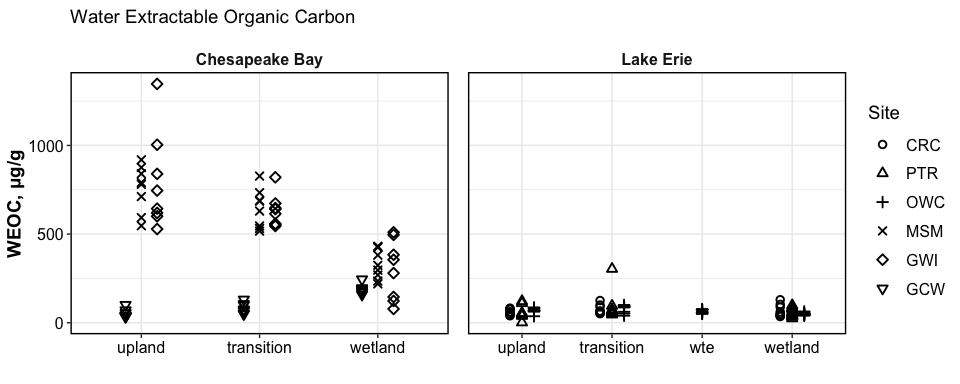 Water Extractable Organic Carbon
Chesapeake Bay
Lake Erie
WEOC, μg/g
1000
500
0
upland transition wetland
upland transition wte wetland
Site
CRC
PTR
OWC
MSM
GWI
GCW